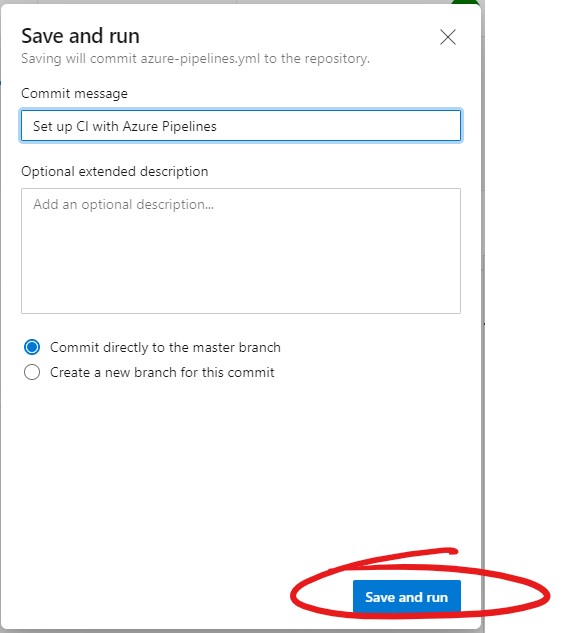 Save and run
Saving will commit azure-pipelines.yml to the repository.
Commit message
Set up CI with Azure Pipelines
Optional extended description
Add an optional description...
Commit directly to the master branch
Create a new branch for this commit
Save and run